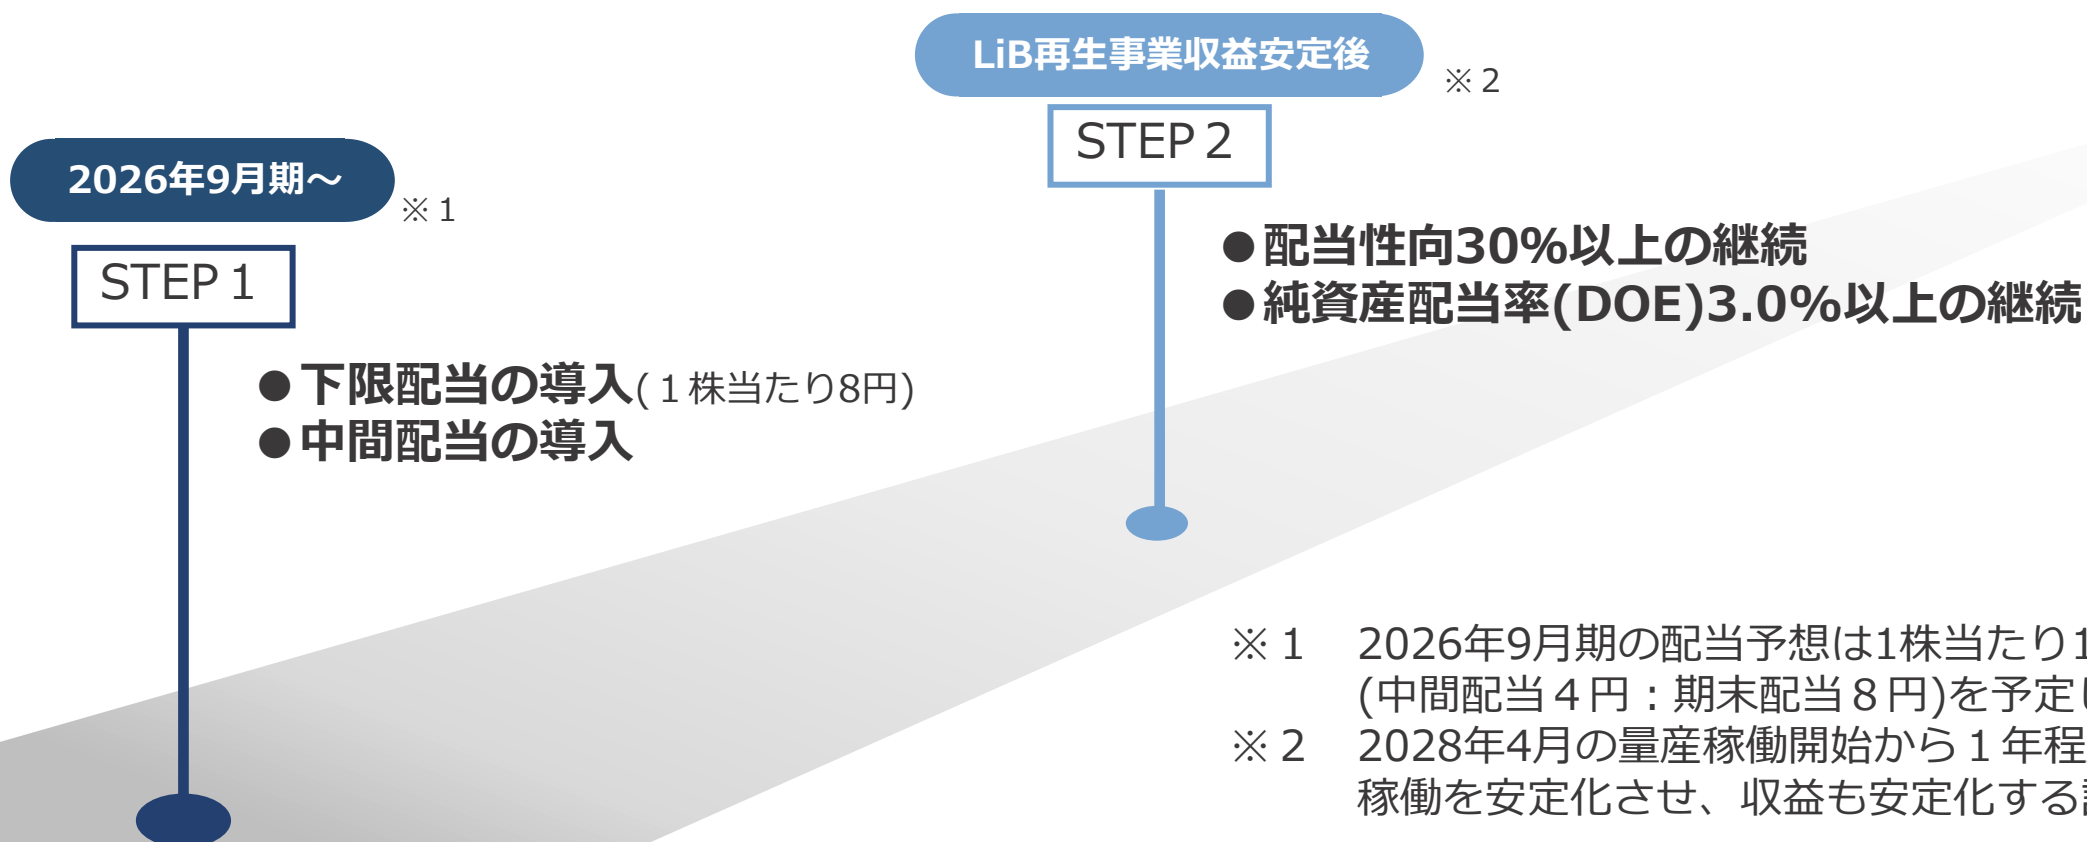 2026年9月期～
※１
STEP１
●下限配当の導入(１株当たり8円)
●中間配当の導入
LiB再生事業収益安定後
※２
STEP２
●配当性向30%以上の継続
●純資産配当率(DOE)3.0%以上の継続
※１ 2026年9月期の配当予想は1株当たり1
(中間配当４円：期末配当８円)を予定し
※２ 2028年4月の量産稼働開始から１年程
稼働を安定化させ、収益も安定化する